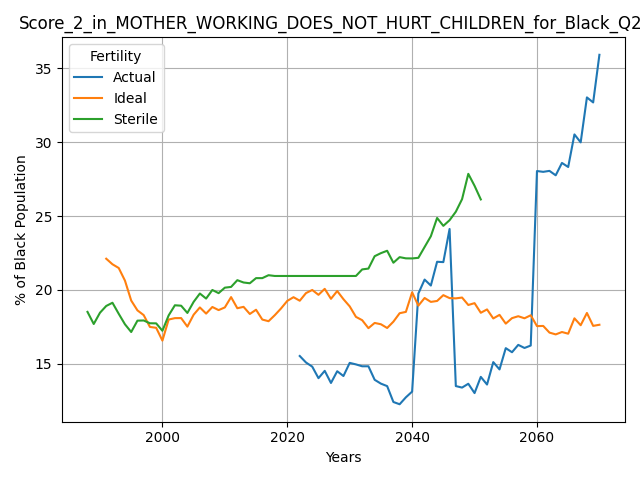 Score_2_in_MOTHER_WORKING_DOES_NOT_HURT_CHILDREN_for_Black_Q2
Fertility
Actual
Ideal
Sterile
% of Black Population
35
30
25
20
15
2000 2020 2040 2060
Years